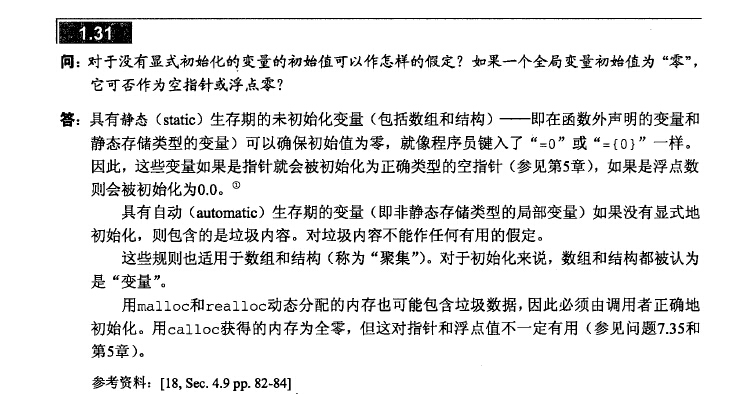 1.31
问：对于没有显式初始化的变量的初始值可以作怎样的假定？如果一个全局变量初始值为“零”，
它可否作为空指针或浮点零？
答：具有静态（static）生存期的未初始化变量（包括数组和结构）——即在函数外声明的变量和
静态存储类型的变量）可以确保初始值为零，就像程序员键入了“=0”或“={0}”一样。
因此，这些变量如果是指针就会被初始化为正确类型的空指针（参见第5章），如果是浮点数
则会被初始化为0.0。①
具有自动（automatic）生存期的变量（即非静态存储类型的局部变量）如果没有显式地
初始化，则包含的是垃圾内容。对垃圾内容不能作任何有用的假定。
这些规则也适用于数组和结构（称为“聚集”）。对于初始化来说，数组和结构都被认为
是“变量”。
用malloc和realloc动态分配的内存也可能包含垃圾数据，因此必须由调用者正确地
初始化。用calloc获得的内存为全零，但这对指针和浮点值不一定有用（参见问题7.35和
第5章）。
参考资料：[18, Sec. 4.9 pp. 82-84]